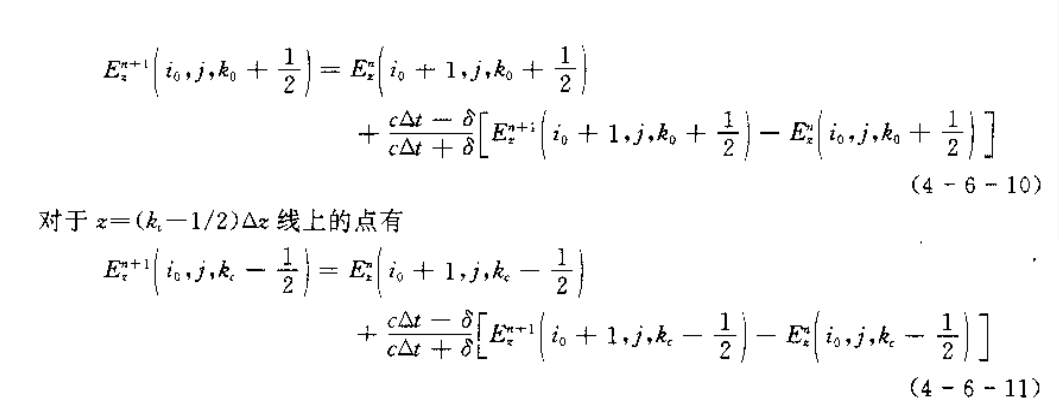 $E_z^{n+1}\left(i_0,j,k_0+\frac{1}{2}\right)=E_z^n\left(i_0+1,j,k_0+\frac{1}{2}\right)$
$+\frac{c\Delta t-\delta}{c\Delta t+\delta}\left[E_z^{n+1}\left(i_0+1,j,k_0+\frac{1}{2}\right)-E_z^n\left(i_0,j,k_0+\frac{1}{2}\right)\right]$
(4-6-10)
对于 $z=(k_c-1/2)\Delta z$ 线上的点有
$E_z^{n+1}\left(i_0,j,k_c-\frac{1}{2}\right)=E_z^n\left(i_0+1,j,k_c-\frac{1}{2}\right)$
$+\frac{c\Delta t-\delta}{c\Delta t+\delta}\left[E_z^{n+1}\left(i_0+1,j,k_c-\frac{1}{2}\right)-E_z^n\left(i_0,j,k_c-\frac{1}{2}\right)\right]$
(4-6-11)